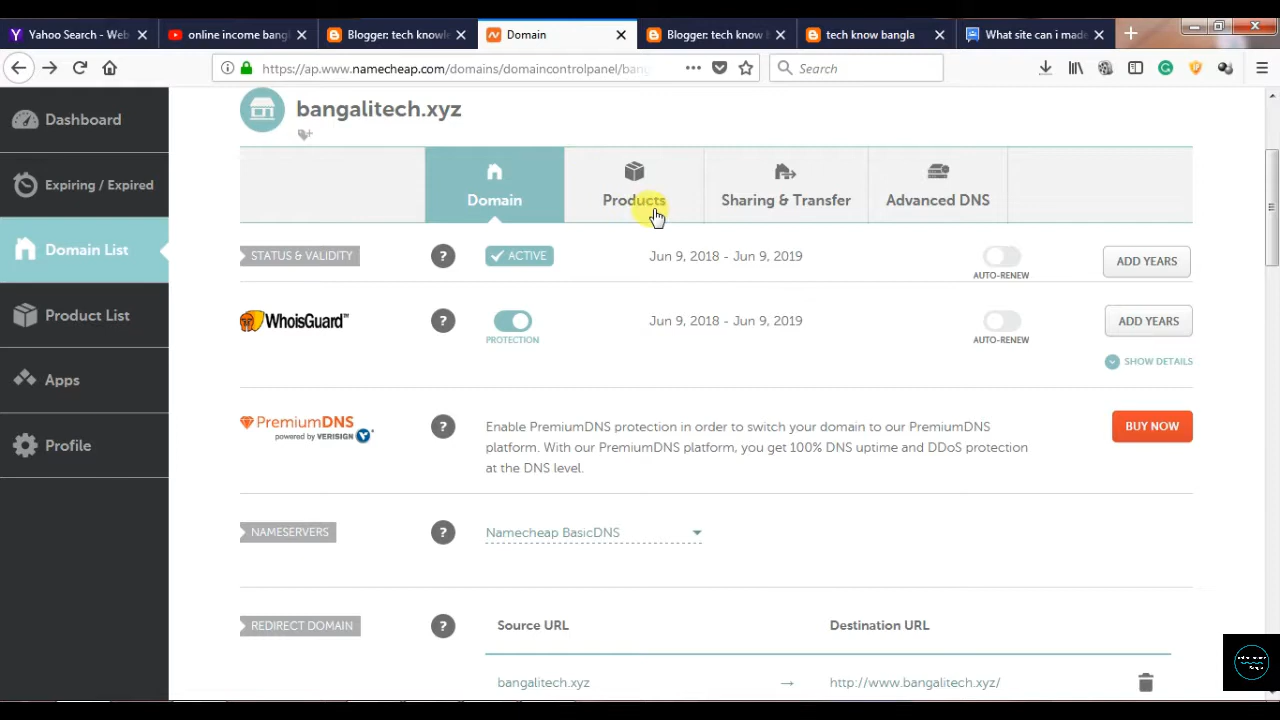 Yahoo Search - Web
online income bang
Blogger: tech knowle
Domain
Blogger: tech know b
tech know bangla
What site can i made
https://ap.www.namecheap.com/domains/domaincontrolpanel/bang
Search
Dashboard
Expiring / Expired
Domain List
Product List
Apps
Profile
bangalitech.xyz
Domain
Products
Sharing & Transfer
Advanced DNS
STATUS & VALIDITY
?
ACTIVE
Jun 9, 2018 - Jun 9, 2019
AUTO-RENEW
ADD YEARS
WhoisGuard
?
PROTECTION
Jun 9, 2018 - Jun 9, 2019
AUTO-RENEW
ADD YEARS
SHOW DETAILS
PremiumDNS
powered by VERISIGN
?
Enable PremiumDNS protection in order to switch your domain to our PremiumDNS
platform. With our PremiumDNS platform, you get 100% DNS uptime and DDoS protection
at the DNS level.
BUY NOW
NAMESERVERS
?
Namecheap BasicDNS
REDIRECT DOMAIN
?
Source URL
Destination URL
bangalitech.xyz
→
http://www.bangalitech.xyz/